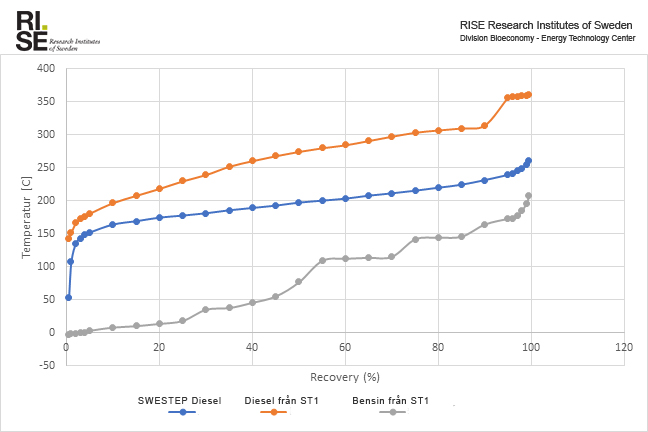 RI.
SE
Research Institutes
of Sweden
RISE Research Institutes of Sweden
Division Bioeconomy - Energy Technology Center
400
350
300
250
200
150
100
50
0
-50
Temperatur [C]
0 20 40 60 80 100 120
Recovery (%)
SWESTEP Diesel Diesel från ST1 Bensin från ST1